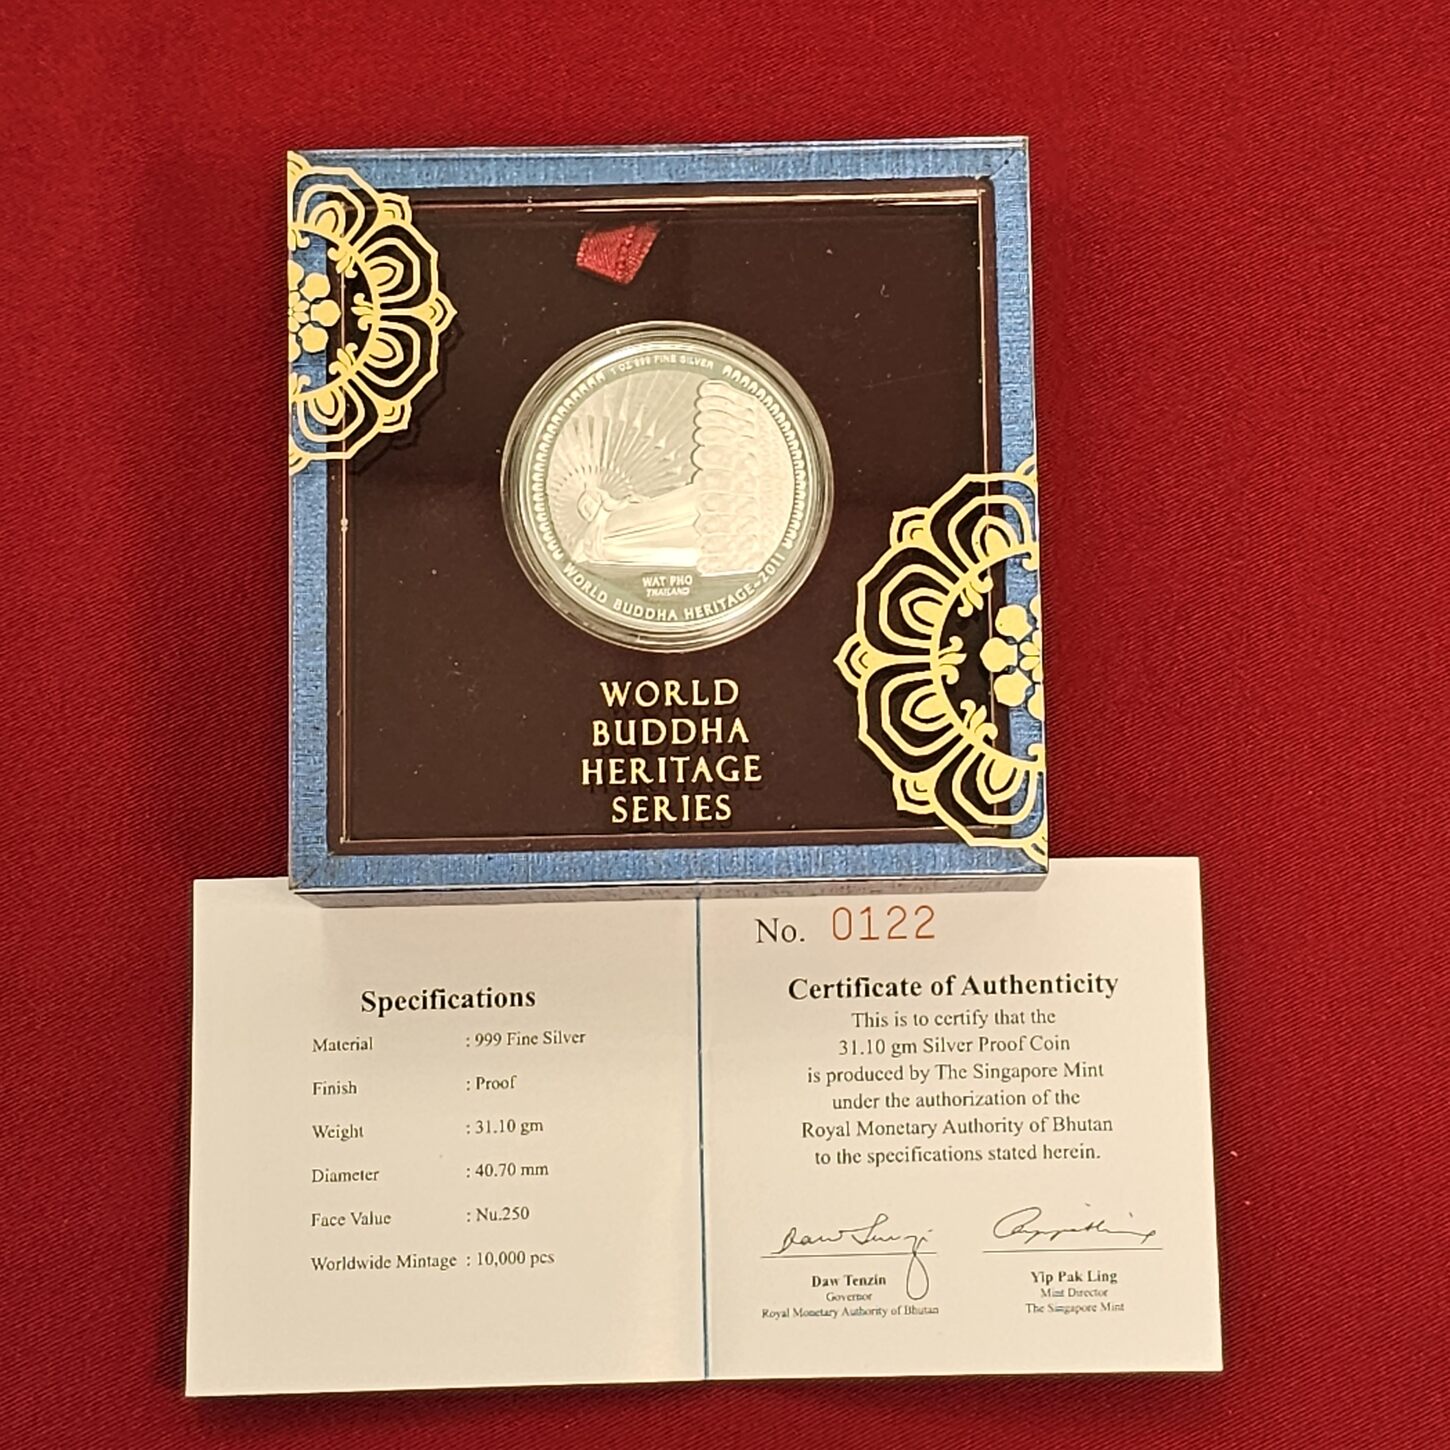 1 OZ 999 FINE SILVER
WAT PHO
THAILAND
WORLD BUDDHA HERITAGE~2011
WORLD
BUDDHA
HERITAGE
SERIES
Specifications
Material : 999 Fine Silver
Finish : Proof
Weight : 31.10 gm
Diameter : 40.70 mm
Face Value : Nu.250
Worldwide Mintage : 10,000 pcs
No. 0122
Certificate of Authenticity
This is to certify that the
31.10 gm Silver Proof Coin
is produced by The Singapore Mint
under the authorization of the
Royal Monetary Authority of Bhutan
to the specifications stated herein.
Daw Tenzin
Governor
Royal Monetary Authority of Bhutan
Yip Pak Ling
Mint Director
The Singapore Mint